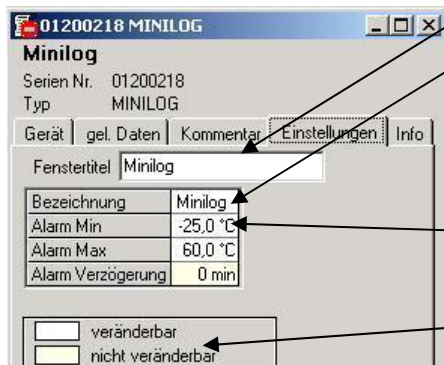 01200218 MINILOG
Minilog
Serien Nr. 01200218
Typ MINILOG
Gerät gel. Daten Kommentar Einstellungen Info
Fenstertitel Minilog
Bezeichnung Minilog
Alarm Min -25,0 °C
Alarm Max 60,0 °C
Alarm Verzögerung 0 min
veränderbar
nicht veränderbar